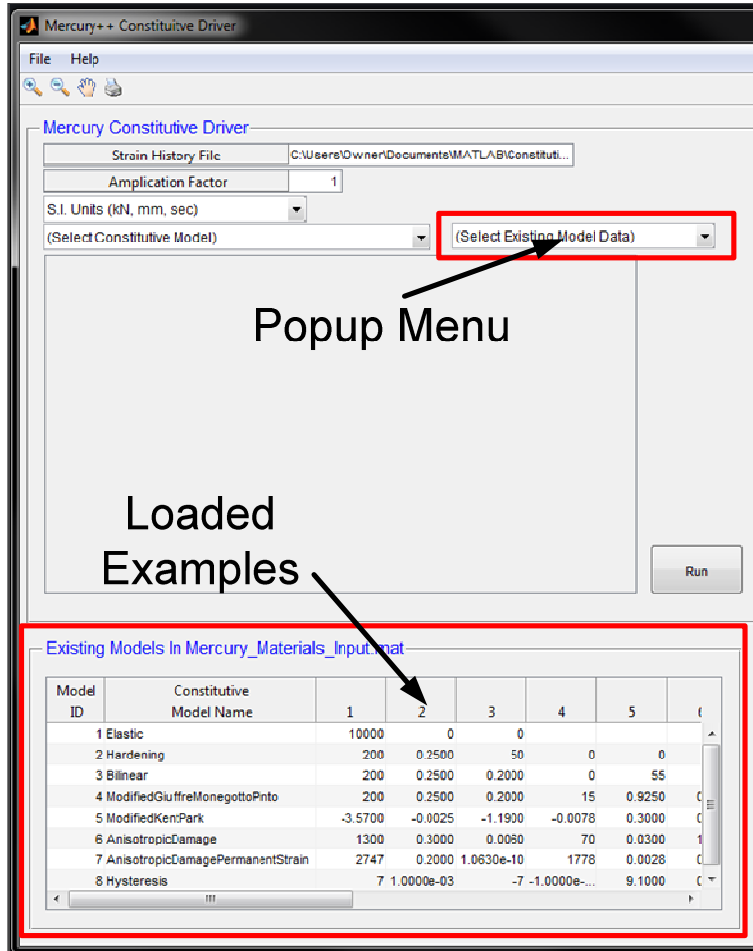 Mercury++ Constituitve Driver
File Help
Mercury Constitutive Driver
Strain History File C:\Users\Owner\Documents\MATLAB\Constituti...
Amplication Factor 1
S.I. Units (kN, mm, sec)
(Select Constitutive Model) (Select Existing Model Data)
Popup Menu
Loaded
Examples
Run
Existing Models In Mercury_Materials_Input.mat
Model Constitutive
ID Model Name 1 2 3 4 5
1 Elastic 10000 0 0
2 Hardening 200 0.2500 50 0 0
3 Bilinear 200 0.2500 0.2000 0 55
4 ModifiedGiuffreMonegottoPinto 200 0.2500 0.2000 15 0.9250
5 ModifiedKentPark -3.5700 -0.0025 -1.1900 -0.0078 0.3000
6 AnisotropicDamage 1300 0.3000 0.0080 70 0.0300 1
7 AnisotropicDamagePermanentStrain 2747 0.2000 1.0630e-10 1778 0.0028
8 Hysteresis 7 1.0000e-03 -7 -1.0000e-... 9.1000